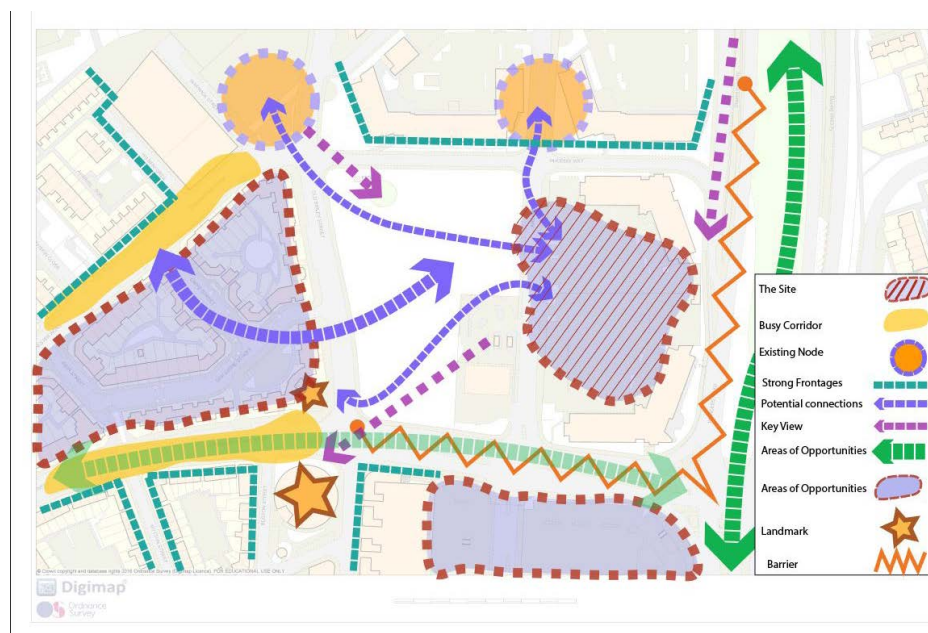 The Site
Busy Corridor
Existing Node
Strong Frontages
Potential connections
Key View
Areas of Opportunities
Areas of Opportunities
Landmark
Barrier
Digimap
Ordnance
Survey